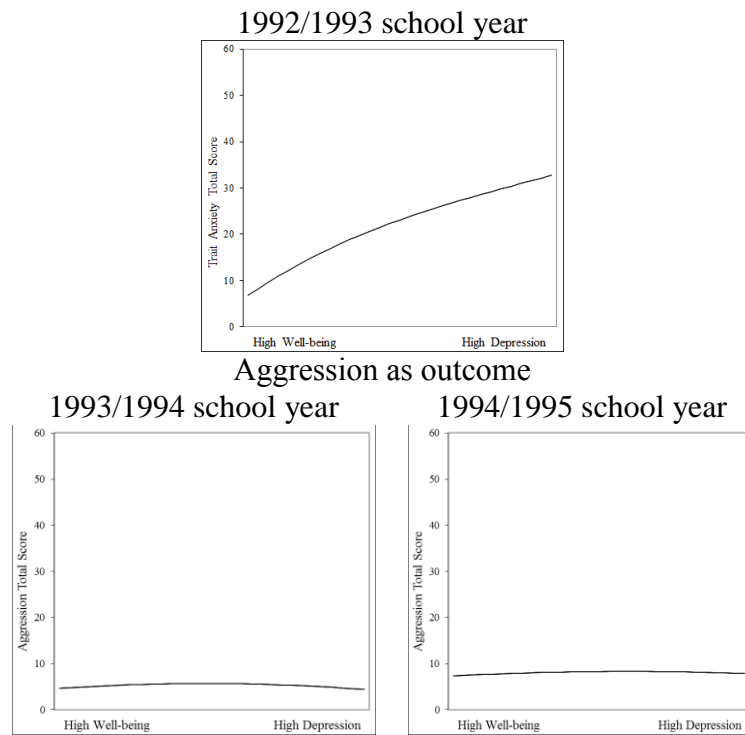 1992/1993 school year
60
50
40
30
20
10
0
Trait Anxiety Total Score
High Well-being High Depression
Aggression as outcome
1993/1994 school year
60
50
40
30
20
10
0
Aggression Total Score
High Well-being High Depression
1994/1995 school year
60
50
40
30
20
10
0
Aggression Total Score
High Well-being High Depression